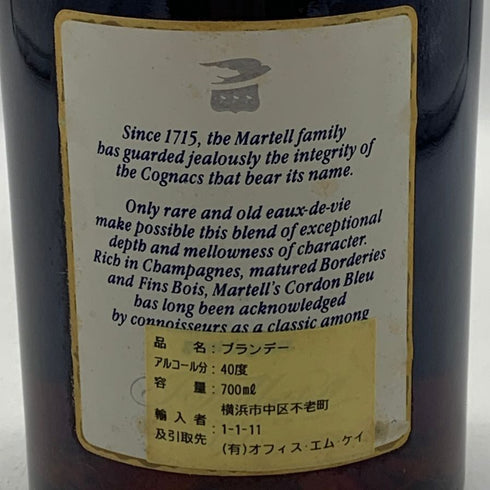 Since 1715, the Martell family
has guarded jealously the integrity of
the Cognacs that bear its name.
Only rare and old eaux-de-vie
make possible this blend of exceptional
depth and mellowness of character.
Rich in Champagnes, matured Borderies
and Fins Bois, Martell's Cordon Bleu
has long been acknowledged
by connoisseurs as a classic among
品 名:ブランデー
アルコール分:40度
容 量:700mℓ
輸入者:横浜市中区不老町
及引取先 1-1-11
(有)オフィス・エム・ケイ